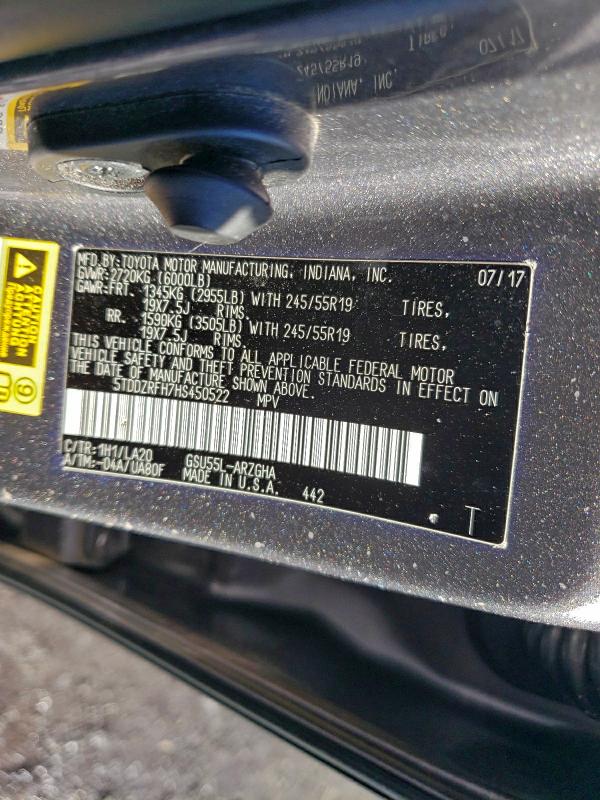 MFD.BY:TOYOTA MOTOR MANUFACTURING, INDIANA, INC. 07/17
GVWR:2720KG (6000LB)
GAWR:FRT. 1345KG (2955LB) WITH 245/55R19 TIRES,
19X7.5J RIMS,
RR. 1590KG (3505LB) WITH 245/55R19 TIRES,
19X7.5J RIMS.
THIS VEHICLE CONFORMS TO ALL APPLICABLE FEDERAL MOTOR
VEHICLE SAFETY AND THEFT PREVENTION STANDARDS IN EFFECT ON
THE DATE OF MANUFACTURE SHOWN ABOVE.
5TDDZRFH7HS450522 MPV
C/TR:1H1/LA20 GSU55L-ARZGHA
A/TM:-04A/UA80F MADE IN U.S.A. 442
T